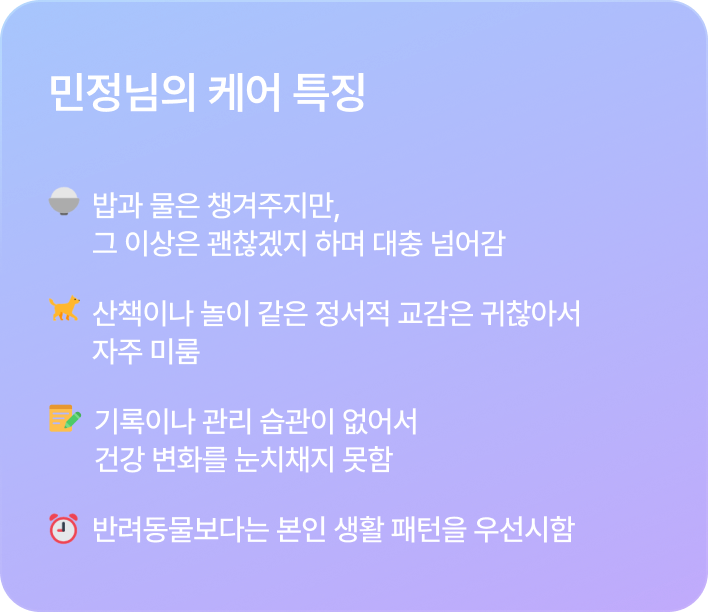 민정님의 케어 특징
밥과 물은 챙겨주지만,
그 이상은 괜찮겠지 하며 대충 넘어감
산책이나 놀이 같은 정서적 교감은 귀찮아서
자주 미룸
기록이나 관리 습관이 없어서
건강 변화를 눈치채지 못함
반려동물보다는 본인 생활 패턴을 우선시함